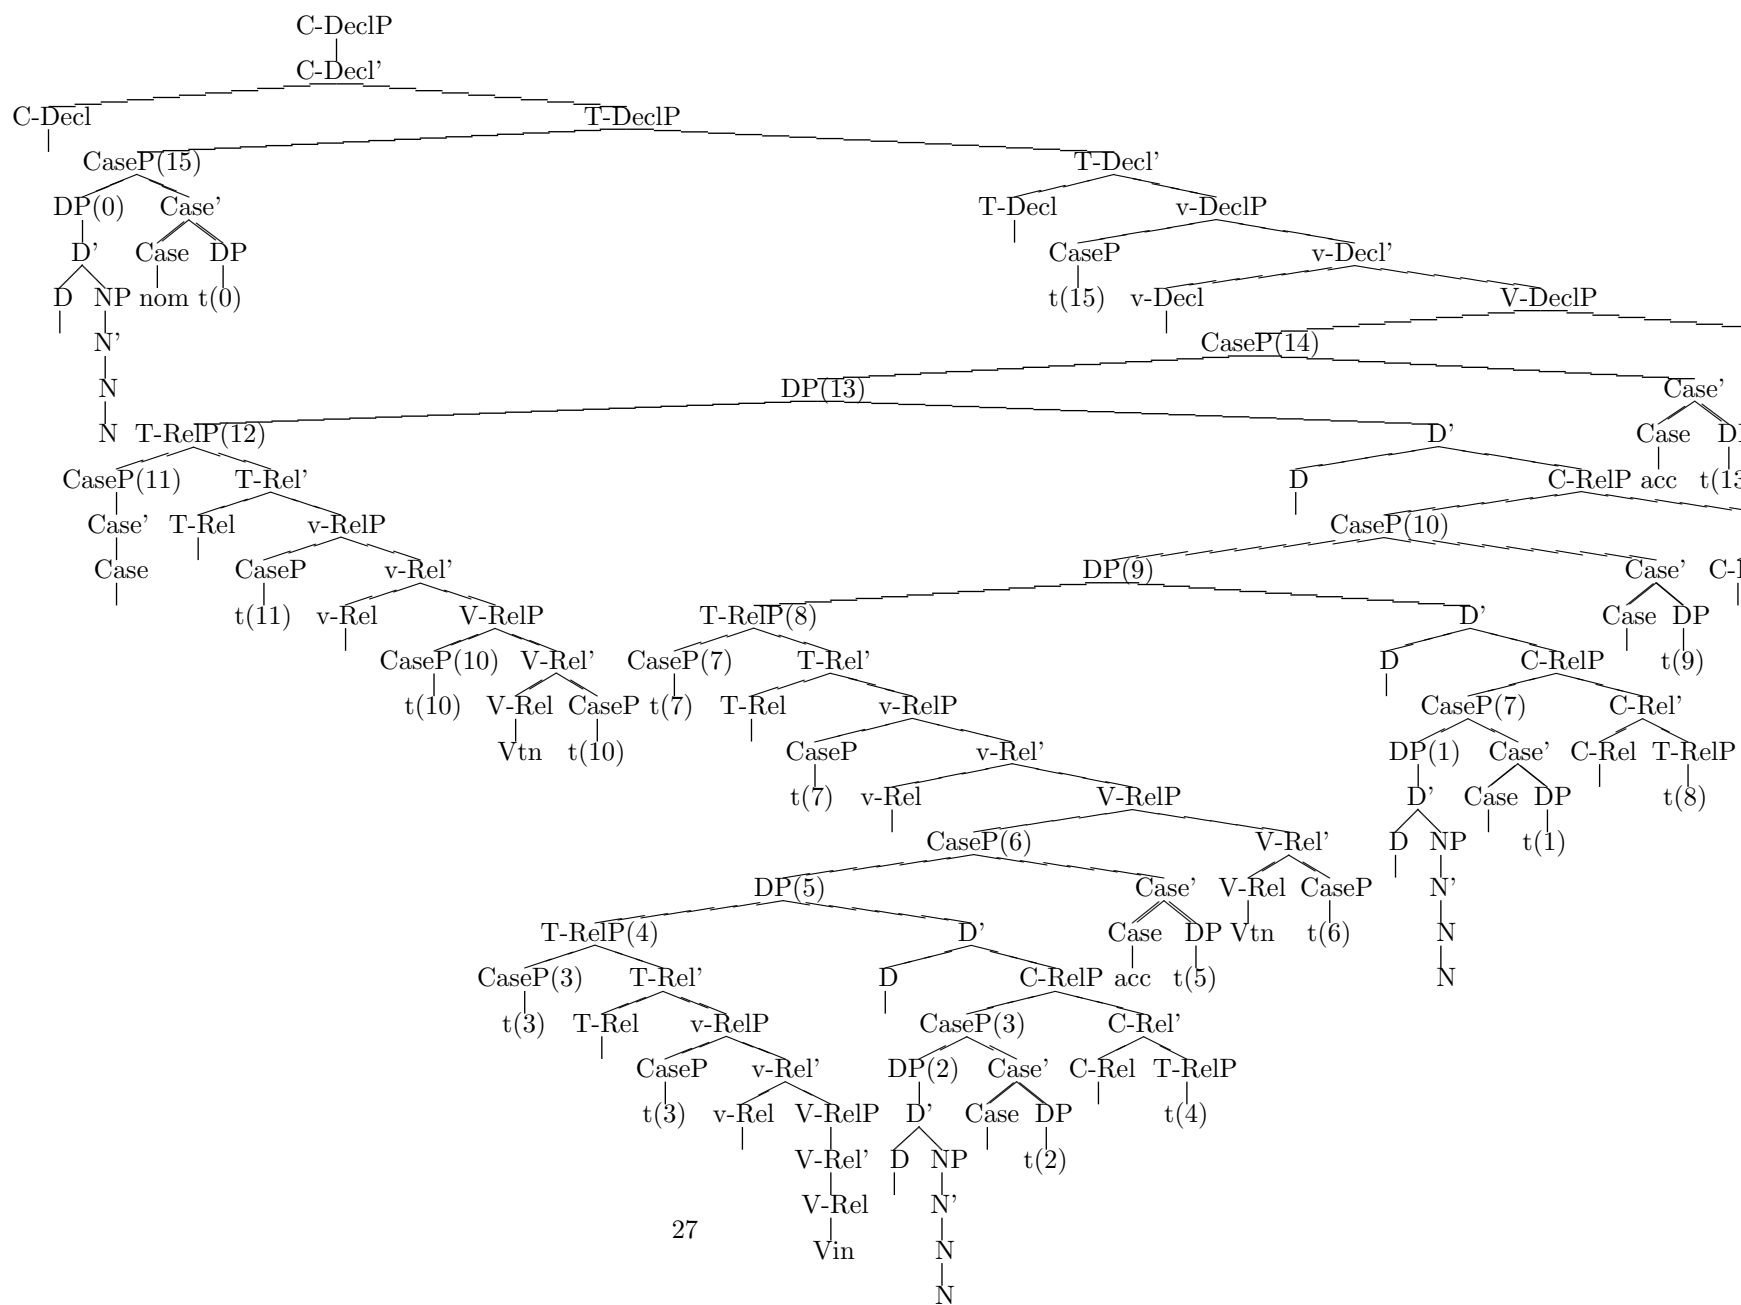 C-DeclP
C-Decl'
C-Decl T-DeclP
CaseP(15) T-Decl'
DP(0) Case' T-Decl v-DeclP
D' Case DP CaseP v-Decl'
D NP nom t(0) t(15) v-Decl V-DeclP
N' CaseP(14)
N DP(13) Case'
N T-RelP(12) D' Case
CaseP(11) T-Rel' D C-RelP acc
Case' T-Rel v-RelP CaseP(10)
Case CaseP v-Rel' DP(9) Case'
t(11) v-Rel V-RelP T-RelP(8) D' Case DP
CaseP(10) V-Rel' CaseP(7) T-Rel' D C-RelP t(9)
t(10) V-Rel CaseP t(7) T-Rel v-RelP CaseP(7) C-Rel'
Vtn t(10) CaseP v-Rel' DP(1) Case' C-Rel T-RelP
t(7) v-Rel V-RelP D' Case DP t(8)
CaseP(6) V-Rel' D NP t(1)
DP(5) Case' V-Rel CaseP N'
T-RelP(4) D' Case DP Vtn t(6) N
CaseP(3) T-Rel' D C-RelP acc t(5) N
t(3) T-Rel v-RelP CaseP(3) C-Rel'
CaseP v-Rel' DP(2) Case' C-Rel T-RelP
t(3) v-Rel V-RelP D' Case DP t(4)
V-Rel' D NP t(2)
V-Rel N'
27
Vin N
N